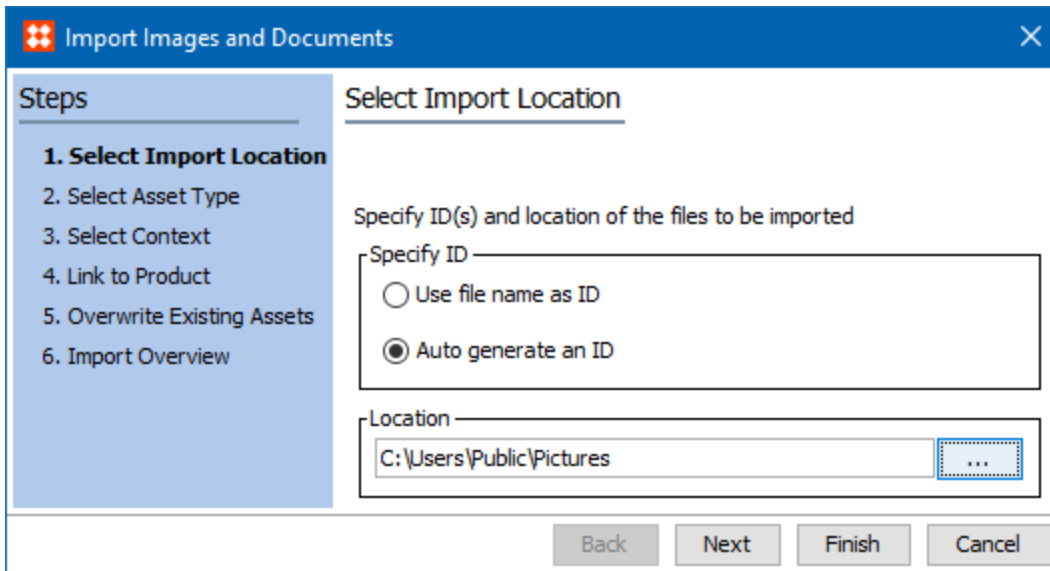 Import Images and Documents
Steps
1. Select Import Location
2. Select Asset Type
3. Select Context
4. Link to Product
5. Overwrite Existing Assets
6. Import Overview
Select Import Location
Specify ID(s) and location of the files to be imported
Specify ID
Use file name as ID
Auto generate an ID
Location
C:\Users\Public\Pictures
...
Back Next Finish Cancel